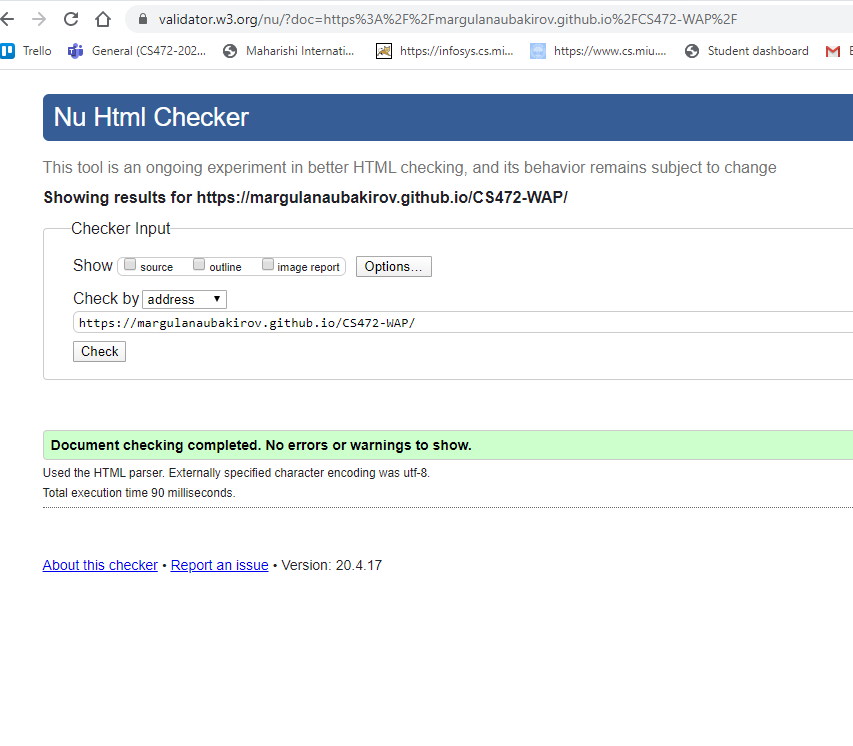 validator.w3.org/nu/?doc=https%3A%2F%2Fmargulanaubakirov.github.io%2FCS472-WAP%2F
Trello General (CS472-202... Maharishi Internati... https://infosys.cs.mi... https://www.cs.miu.... Student dashboard
Nu Html Checker
This tool is an ongoing experiment in better HTML checking, and its behavior remains subject to change
Showing results for https://margulanaubakirov.github.io/CS472-WAP/
Checker Input
Show source outline image report Options...
Check by address
https://margulanaubakirov.github.io/CS472-WAP/
Check
Document checking completed. No errors or warnings to show.
Used the HTML parser. Externally specified character encoding was utf-8.
Total execution time 90 milliseconds.
About this checker • Report an issue • Version: 20.4.17